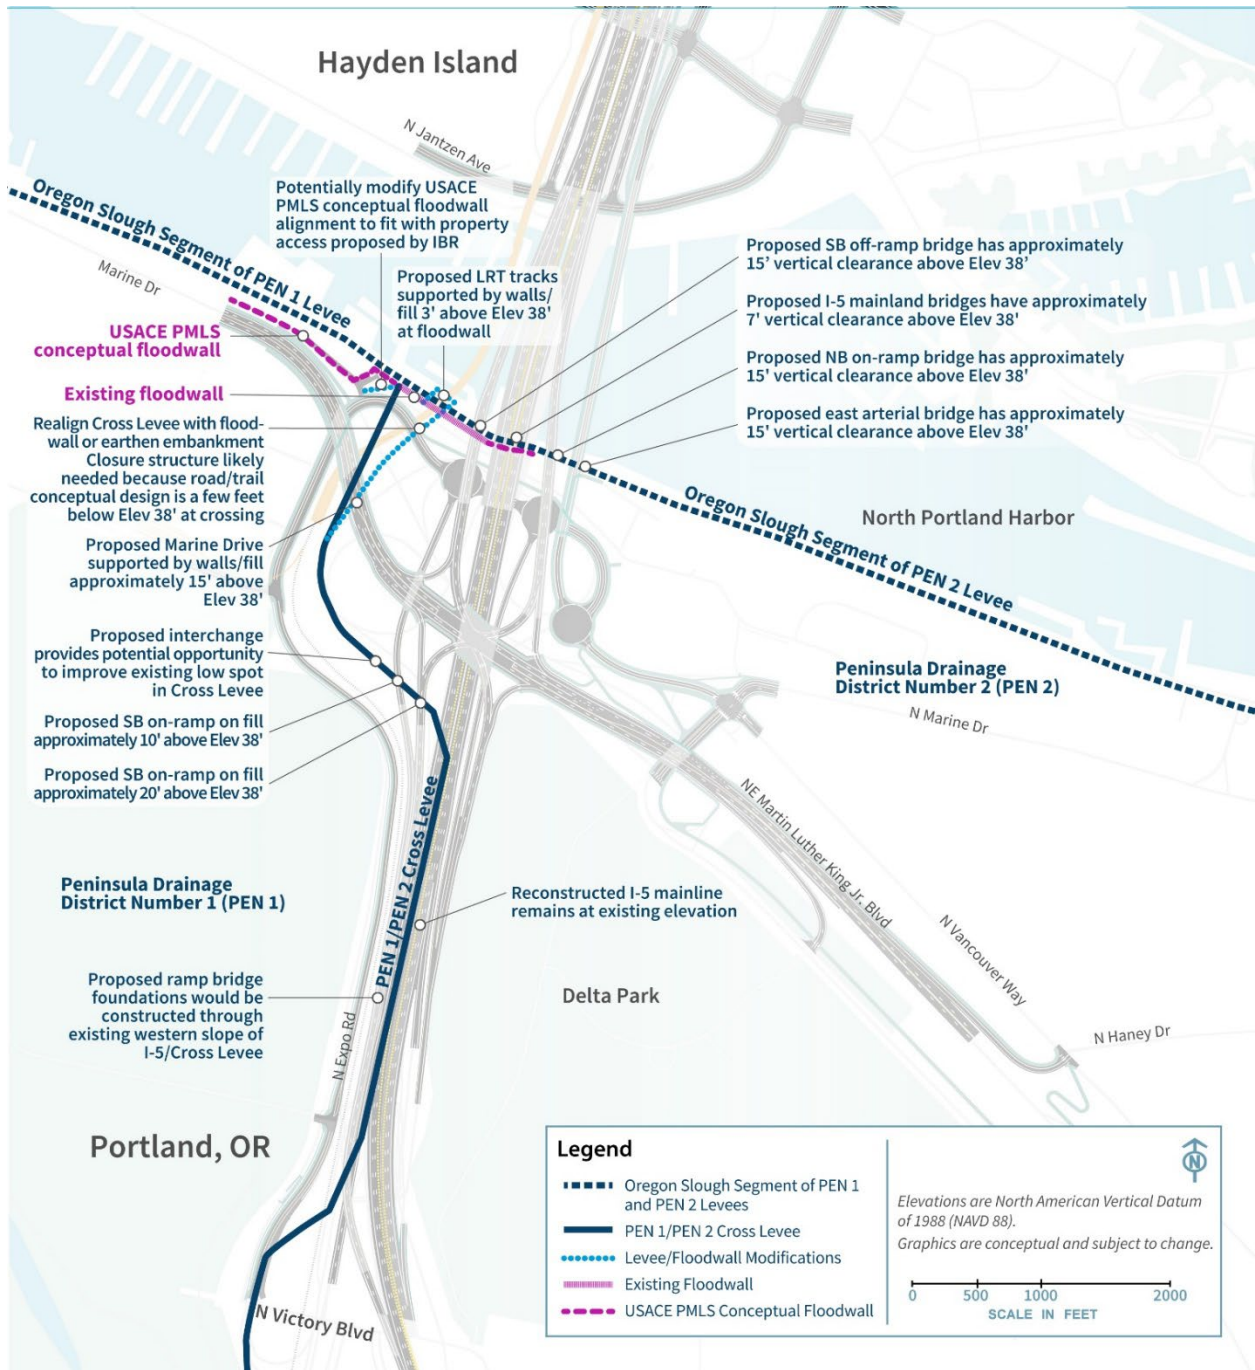 Hayden Island
N Jantzen Ave
Potentially modify USACE
PMLS conceptual floodwall
alignment to fit with property
access proposed by IBR
Oregon Slough Segment of PEN 1 Levee
Marine Dr
Proposed LRT tracks
supported by walls/
fill 3' above Elev 38'
at floodwall
Proposed SB off-ramp bridge has approximately
15' vertical clearance above Elev 38'
Proposed I-5 mainland bridges have approximately
7' vertical clearance above Elev 38'
Proposed NB on-ramp bridge has approximately
15' vertical clearance above Elev 38'
Proposed east arterial bridge has approximately
15' vertical clearance above Elev 38'
USACE PMLS
conceptual floodwall
Existing floodwall
Realign Cross Levee with flood-
wall or earthen embankment
Closure structure likely
needed because road/trail
conceptual design is a few feet
below Elev 38' at crossing
Oregon Slough Segment of PEN 2 Levee
North Portland Harbor
Proposed Marine Drive
supported by walls/fill
approximately 15' above
Elev 38'
Proposed interchange
provides potential opportunity
to improve existing low spot
in Cross Levee
Proposed SB on-ramp on fill
approximately 10' above Elev 38'
Proposed SB on-ramp on fill
approximately 20' above Elev 38'
Peninsula Drainage
District Number 2 (PEN 2)
N Marine Dr
NE Martin Luther King Jr. Blvd
N Vancouver Way
N Haney Dr
Peninsula Drainage
District Number 1 (PEN 1)
PEN 1/PEN 2 Cross Levee
Reconstructed I-5 mainline
remains at existing elevation
Proposed ramp bridge
foundations would be
constructed through
existing western slope of
I-5/Cross Levee
N Expo Rd
Delta Park
Portland, OR
N Victory Blvd
Legend
Oregon Slough Segment of PEN 1
and PEN 2 Levees
PEN 1/PEN 2 Cross Levee
Levee/Floodwall Modifications
Existing Floodwall
USACE PMLS Conceptual Floodwall
N
Elevations are North American Vertical Datum
of 1988 (NAVD 88).
Graphics are conceptual and subject to change.
0 500 1000 2000
SCALE IN FEET